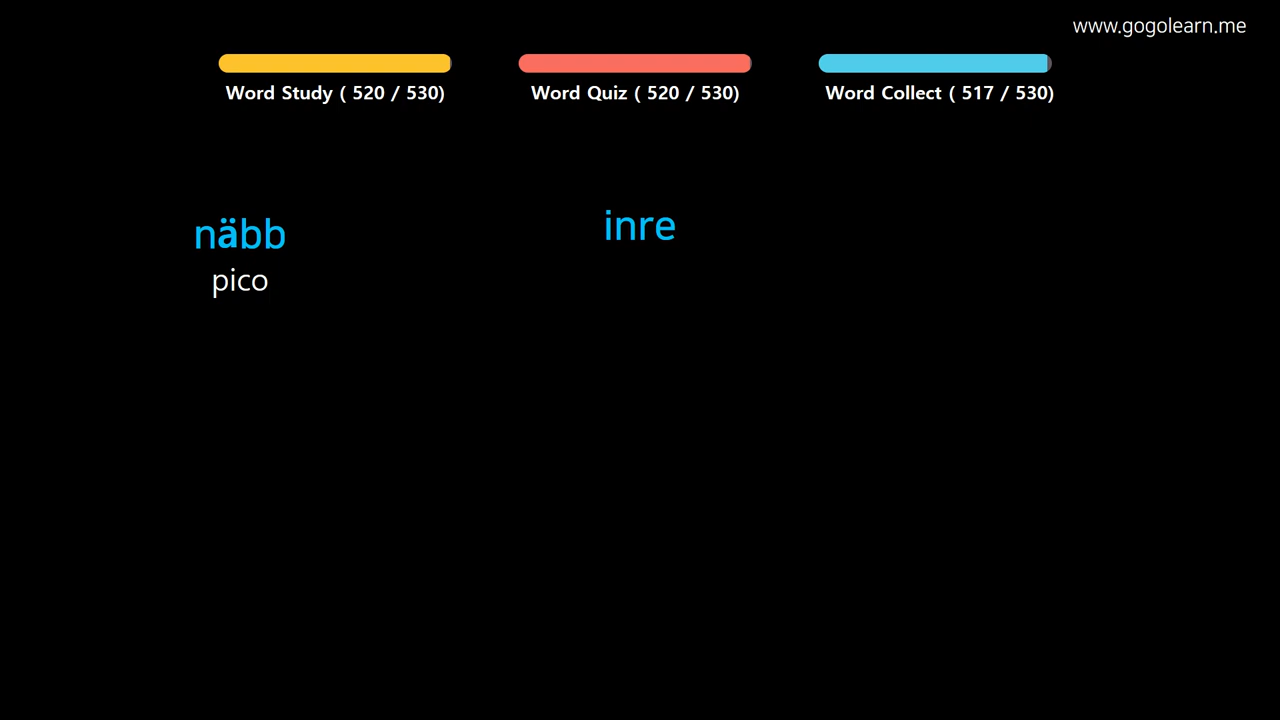 www.gogolearn.me
Word Study ( 520 / 530)
Word Quiz ( 520 / 530)
Word Collect ( 517 / 530)
näbb
inre
pico